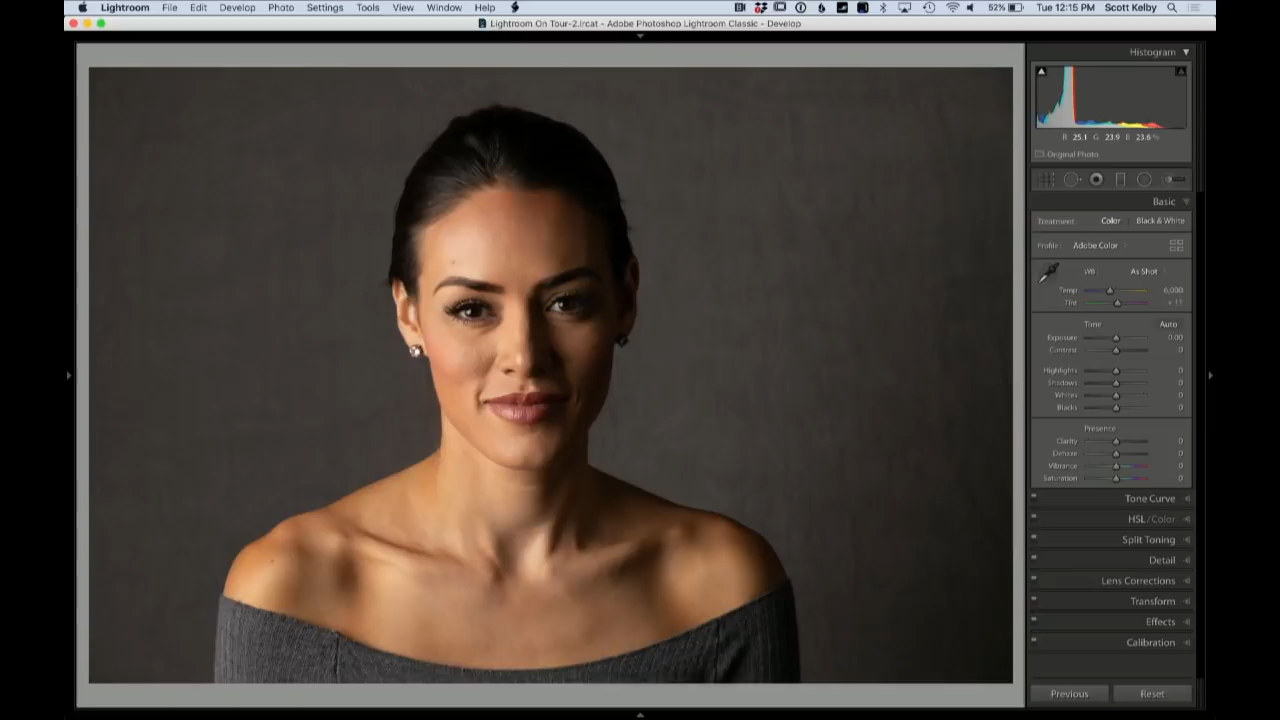 Lightroom File Edit Develop Photo Settings Tools View Window Help 52% Tue 12:15 PM Scott Kelby
Lightroom On Tour-2.lrcat - Adobe Photoshop Lightroom Classic - Develop
Histogram
R 25.1 G 23.9 B 23.6 %
Original Photo
Basic
Treatment: Color Black & White
Profile: Adobe Color
WB: As Shot
Temp 6,000
Tint + 11
Tone Auto
Exposure 0.00
Contrast 0
Highlights 0
Shadows 0
Whites 0
Blacks 0
Presence
Clarity 0
Dehaze 0
Vibrance 0
Saturation 0
Tone Curve
HSL / Color
Split Toning
Detail
Lens Corrections
Transform
Effects
Calibration
Previous Reset